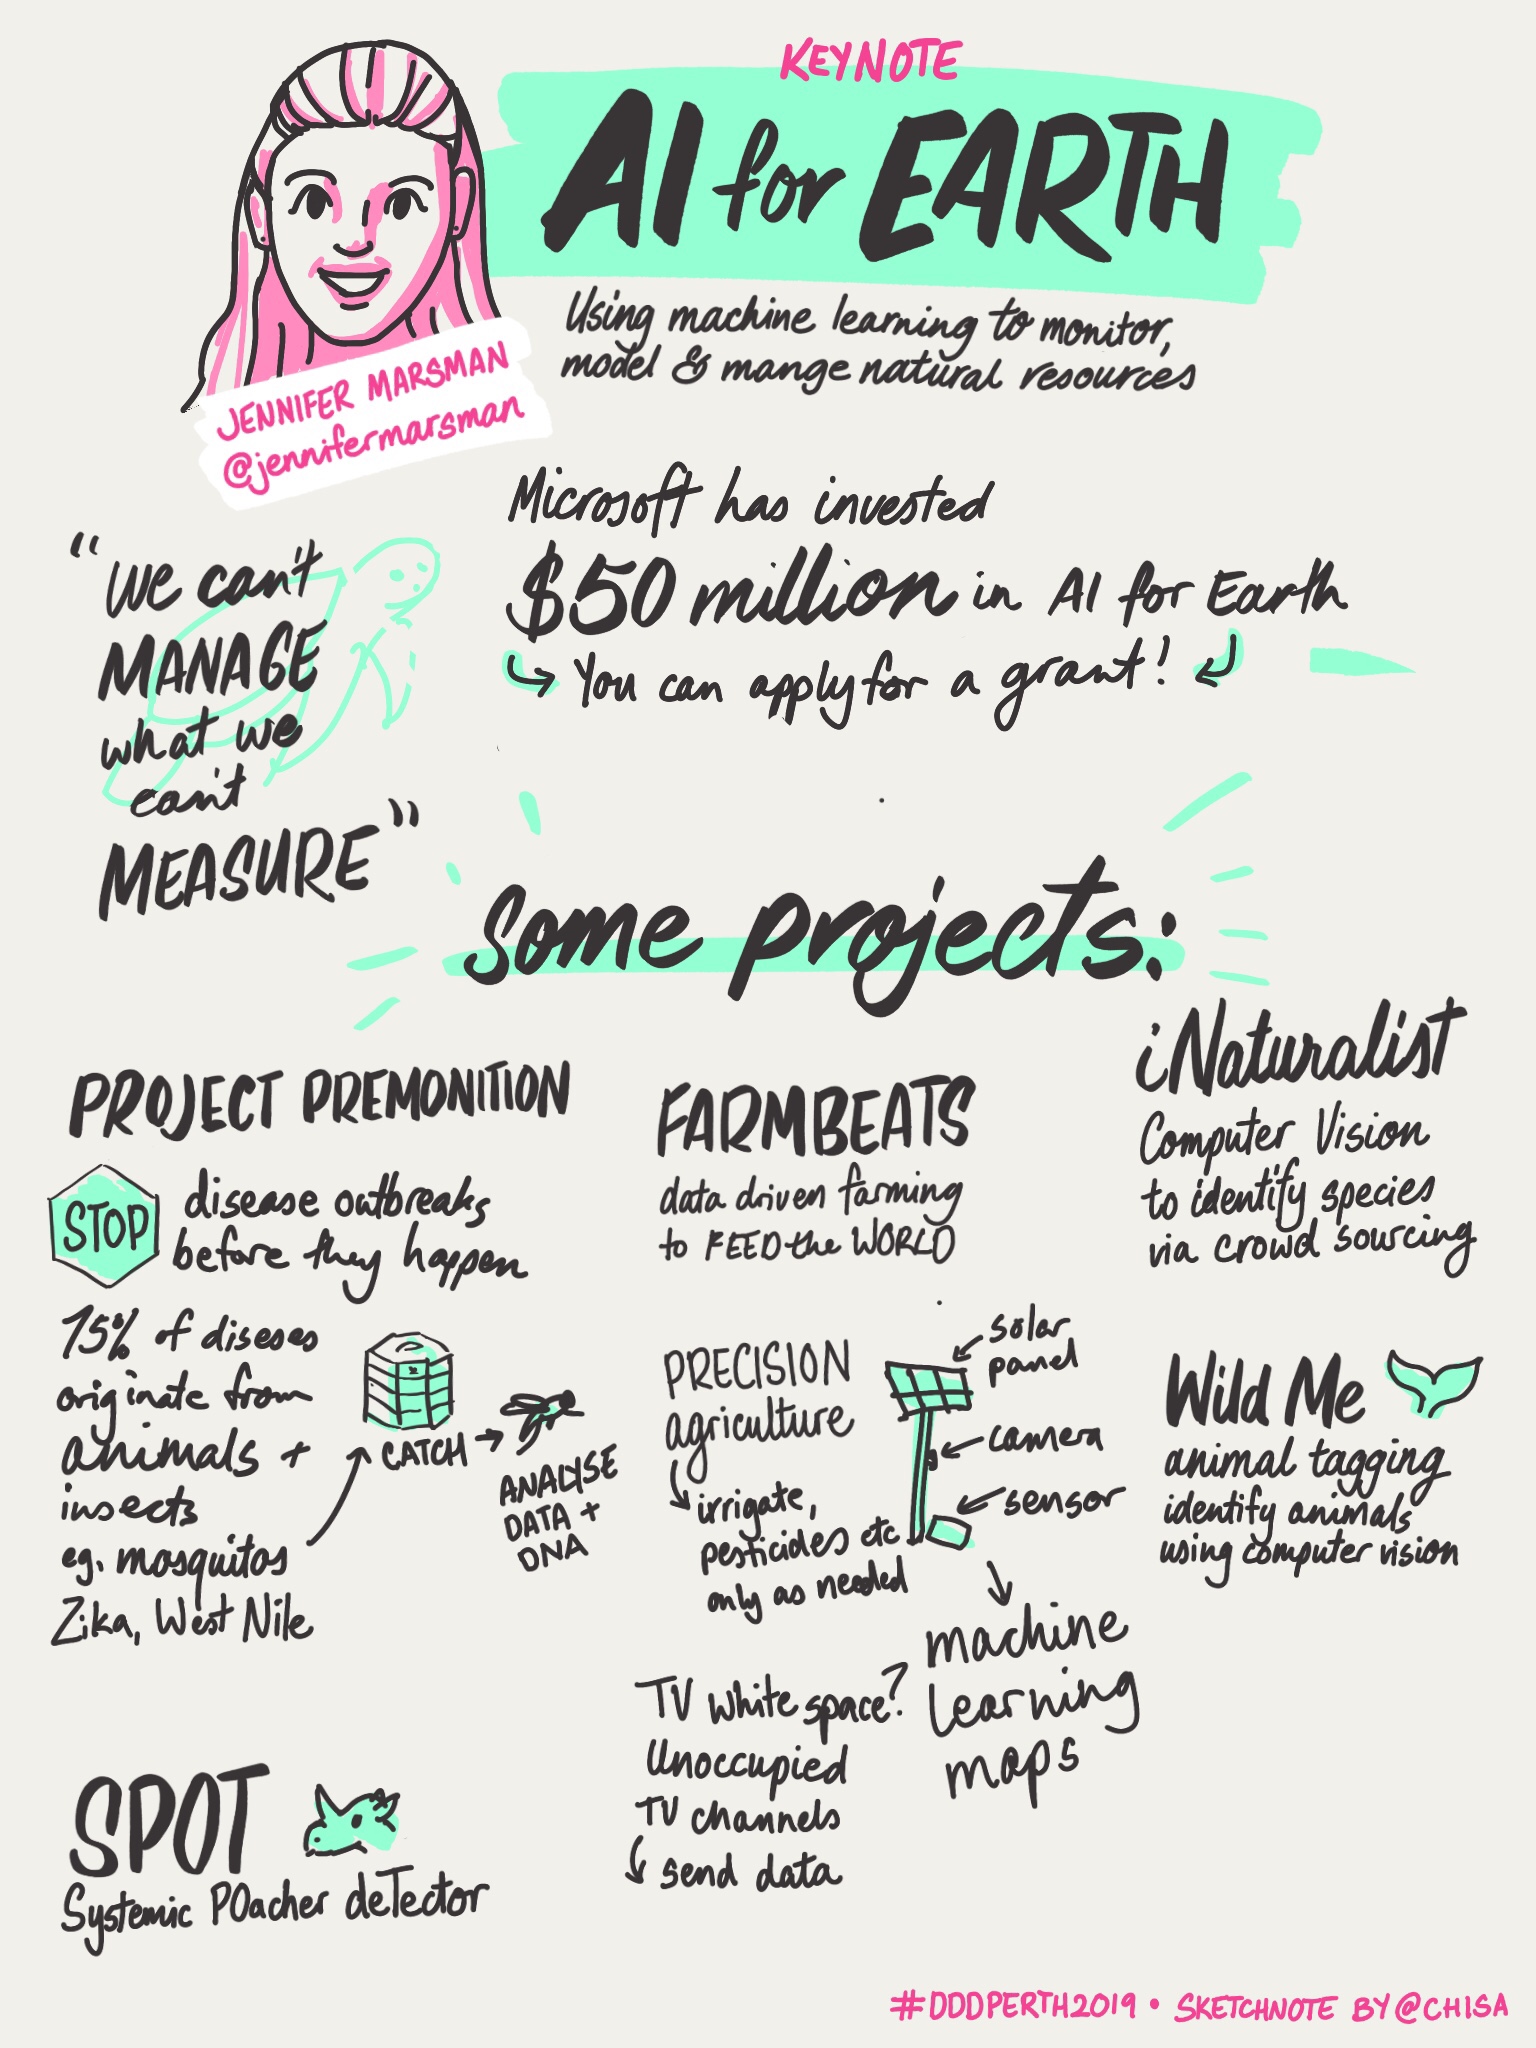 KEYNOTE
AI for EARTH
Using machine learning to monitor,
model & mange natural resources
JENNIFER MARSMAN
@jennifermarsman
"We can't
MANAGE
what we
can't
MEASURE"
Microsoft has invested
$50 million in AI for Earth
You can apply for a grant!
Some projects:
PROJECT PREMONITION
STOP
disease outbreaks
before they happen
75% of diseses
originate from
animals +
insects
eg. mosquitos
Zika, West Nile
CATCH
ANALYSE
DATA +
DNA
SPOT
Systemic POacher deTector
FARMBEATS
data driven farming
to FEED the WORLD
PRECISION
agriculture
irrigate,
pesticides etc
only as needed
solar
panel
camera
sensor
machine
learning
maps
TV white space?
Unoccupied
TV channels
send data
iNaturalist
Computer Vision
to identify species
via crowd sourcing
Wild Me
animal tagging
identify animals
using computer vision
#DDDPERTH2019 • SKETCHNOTE BY @CHISA